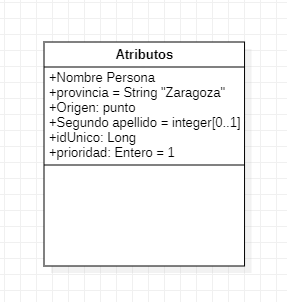 Atributos
+Nombre Persona
+provincia = String "Zaragoza"
+Origen: punto
+Segundo apellido = integer[0..1]
+idUnico: Long
+prioridad: Entero = 1